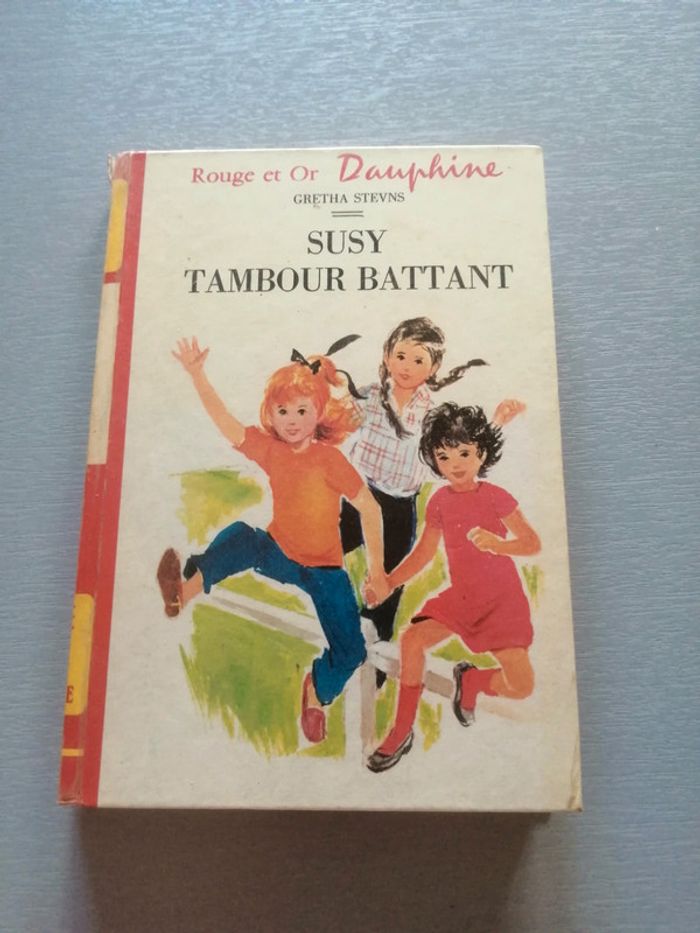 Rouge et Or Dauphine
GRETHA STEVNS
SUSY
TAMBOUR BATTANT
E